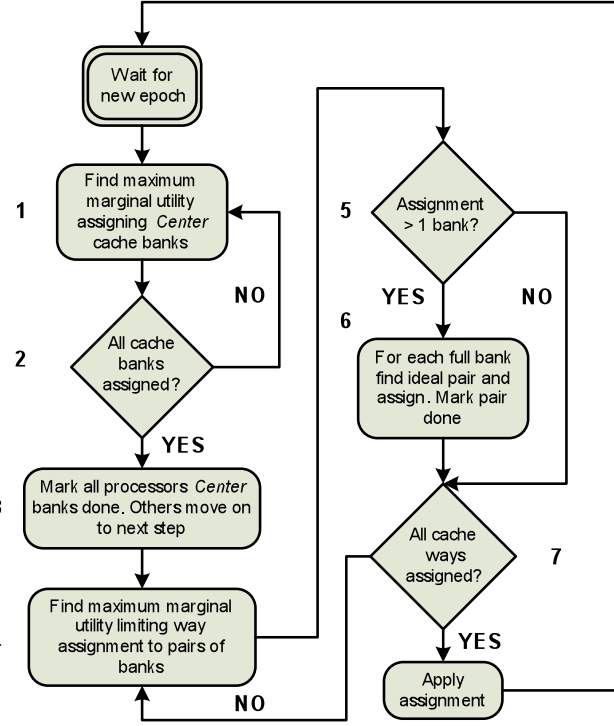 Wait for
new epoch
1
Find maximum
marginal utility
assigning Center
cache banks
NO
2
All cache
banks
assigned?
YES
Mark all processors Center
banks done. Others move on
to next step
Find maximum marginal
utility limiting way
assignment to pairs of
banks
NO
5
Assignment
> 1 bank?
YES
NO
6
For each full bank
find ideal pair and
assign. Mark pair
done
All cache
ways
assigned?
7
YES
Apply
assignment